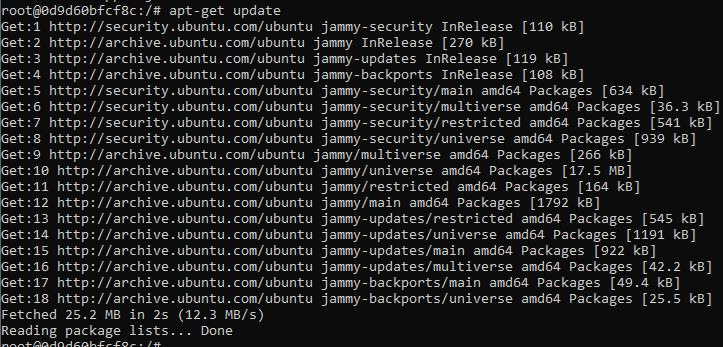 root@0d9d60bfcf8c:/# apt-get update
Get:1 http://security.ubuntu.com/ubuntu jammy-security InRelease [110 kB]
Get:2 http://archive.ubuntu.com/ubuntu jammy InRelease [270 kB]
Get:3 http://archive.ubuntu.com/ubuntu jammy-updates InRelease [119 kB]
Get:4 http://archive.ubuntu.com/ubuntu jammy-backports InRelease [108 kB]
Get:5 http://security.ubuntu.com/ubuntu jammy-security/main amd64 Packages [634 kB]
Get:6 http://security.ubuntu.com/ubuntu jammy-security/multiverse amd64 Packages [36.3 kB]
Get:7 http://security.ubuntu.com/ubuntu jammy-security/restricted amd64 Packages [541 kB]
Get:8 http://security.ubuntu.com/ubuntu jammy-security/universe amd64 Packages [939 kB]
Get:9 http://archive.ubuntu.com/ubuntu jammy/multiverse amd64 Packages [266 kB]
Get:10 http://archive.ubuntu.com/ubuntu jammy/universe amd64 Packages [17.5 MB]
Get:11 http://archive.ubuntu.com/ubuntu jammy/restricted amd64 Packages [164 kB]
Get:12 http://archive.ubuntu.com/ubuntu jammy/main amd64 Packages [1792 kB]
Get:13 http://archive.ubuntu.com/ubuntu jammy-updates/restricted amd64 Packages [545 kB]
Get:14 http://archive.ubuntu.com/ubuntu jammy-updates/universe amd64 Packages [1191 kB]
Get:15 http://archive.ubuntu.com/ubuntu jammy-updates/main amd64 Packages [922 kB]
Get:16 http://archive.ubuntu.com/ubuntu jammy-updates/multiverse amd64 Packages [42.2 kB]
Get:17 http://archive.ubuntu.com/ubuntu jammy-backports/main amd64 Packages [49.4 kB]
Get:18 http://archive.ubuntu.com/ubuntu jammy-backports/universe amd64 Packages [25.5 kB]
Fetched 25.2 MB in 2s (12.3 MB/s)
Reading package lists... Done
root@0d9d60bfcf8c:/#